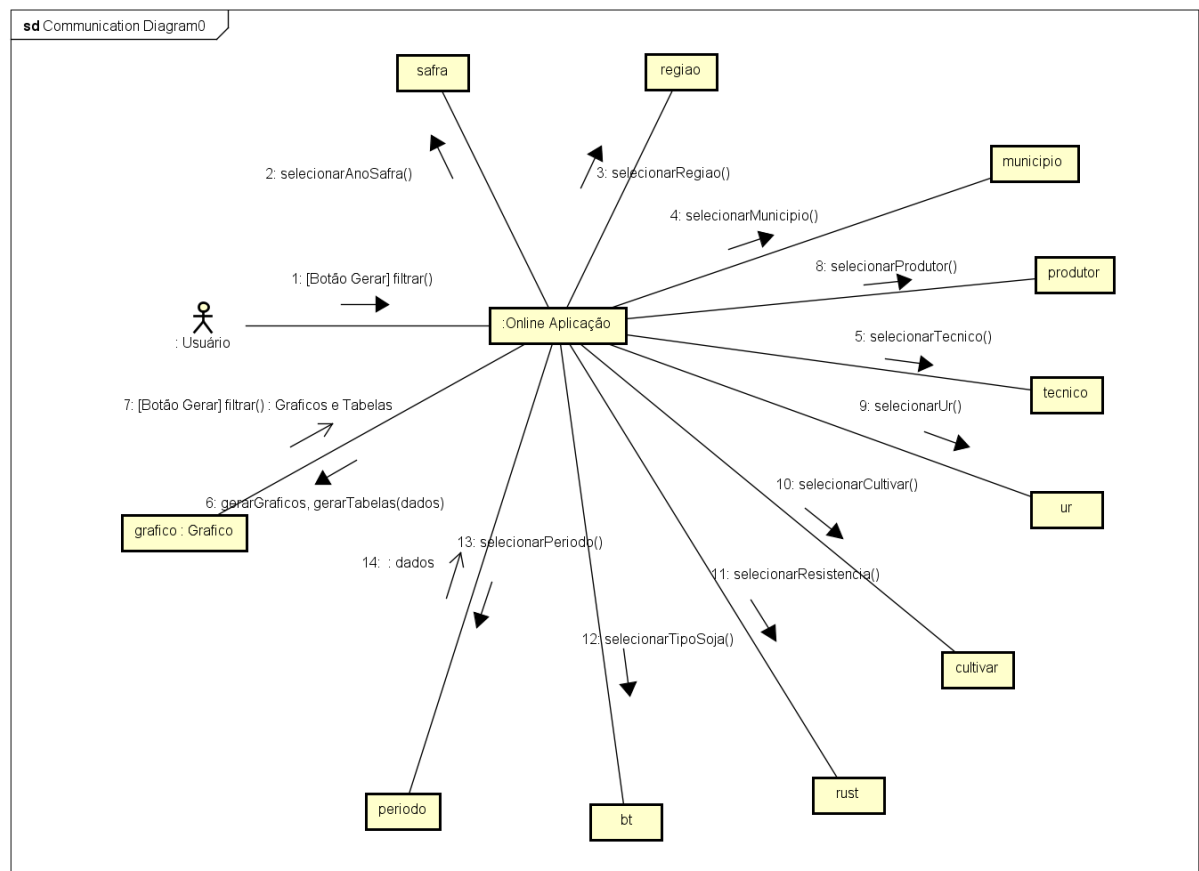 sd Communication Diagram0
safra
regiao
2: selecionarAnoSafra()
3: selecionarRegiao()
municipio
4: selecionarMunicipio()
8: selecionarProdutor()
produtor
1: [Botão Gerar] filtrar()
:Online Aplicação
: Usuário
5: selecionarTecnico()
tecnico
7: [Botão Gerar] filtrar() : Graficos e Tabelas
9: selecionarUr()
10: selecionarCultivar()
6: gerarGraficos, gerarTabelas(dados)
ur
grafico : Grafico
13: selecionarPeriodo()
14: : dados
11: selecionarResistencia()
12: selecionarTipoSoja()
cultivar
rust
periodo
bt